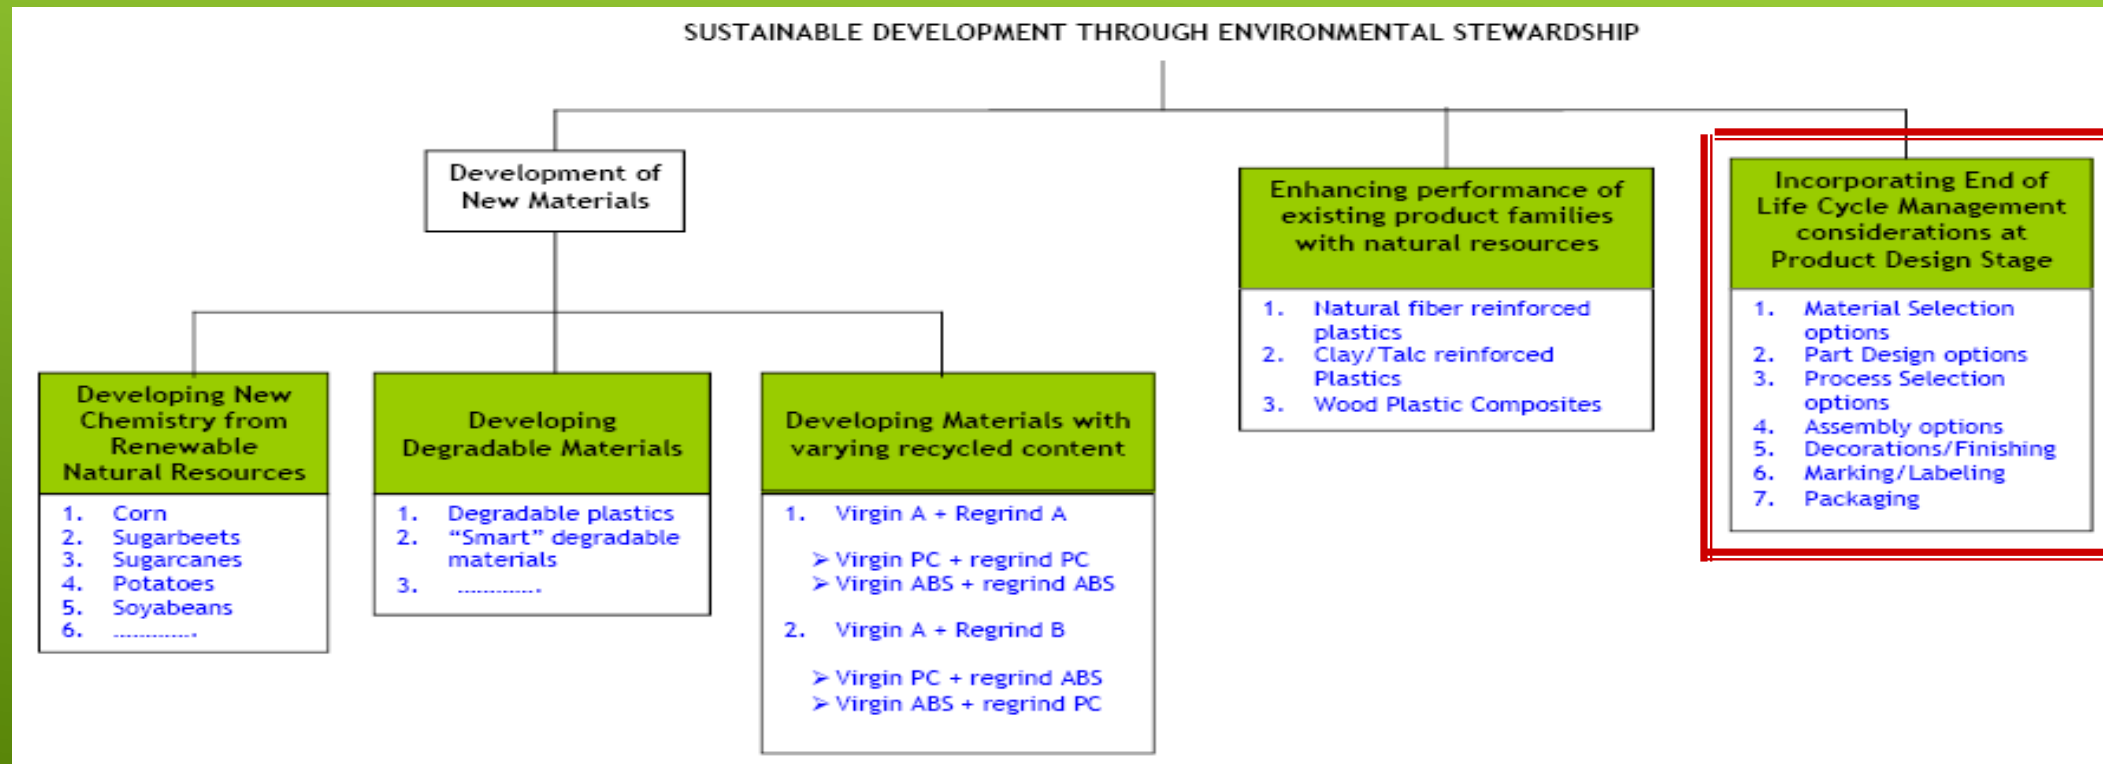 SUSTAINABLE DEVELOPMENT THROUGH ENVIRONMENTAL STEWARDSHIP
Development of
New Materials
Developing New
Chemistry from
Renewable
Natural Resources
1. Corn
2. Sugarbeets
3. Sugarcanes
4. Potatoes
5. Soyabeans
6. ………….
Developing
Degradable Materials
1. Degradable plastics
2. “Smart” degradable
materials
3. ………….
Developing Materials with
varying recycled content
1. Virgin A + Regrind A
➢ Virgin PC + regrind PC
➢ Virgin ABS + regrind ABS
2. Virgin A + Regrind B
➢ Virgin PC + regrind ABS
➢ Virgin ABS + regrind PC
Enhancing performance of
existing product families
with natural resources
1. Natural fiber reinforced
plastics
2. Clay/Talc reinforced
Plastics
3. Wood Plastic Composites
Incorporating End of
Life Cycle Management
considerations at
Product Design Stage
1. Material Selection
options
2. Part Design options
3. Process Selection
options
4. Assembly options
5. Decorations/Finishing
6. Marking/Labeling
7. Packaging